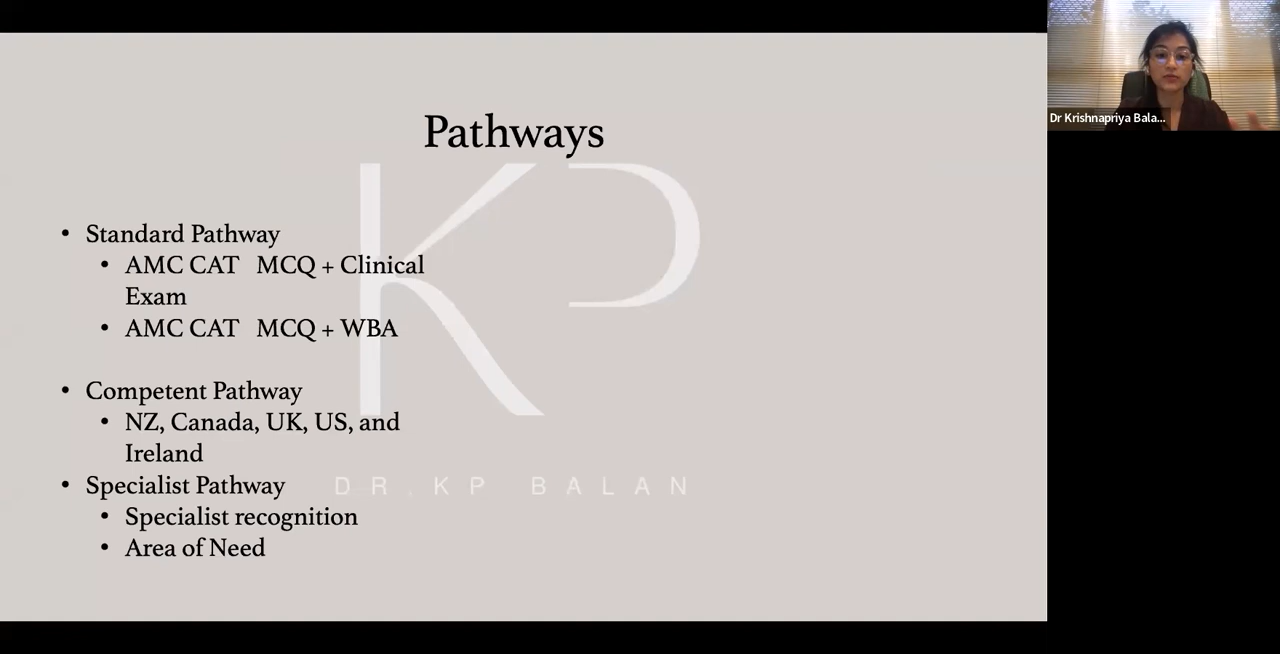 Pathways
• Standard Pathway
• AMC CAT MCQ + Clinical
Exam
• AMC CAT MCQ + WBA
• Competent Pathway
• NZ, Canada, UK, US, and
Ireland
• Specialist Pathway
• Specialist recognition
• Area of Need
KP
DR. KP BALAN
Dr Krishnapriya Bala...